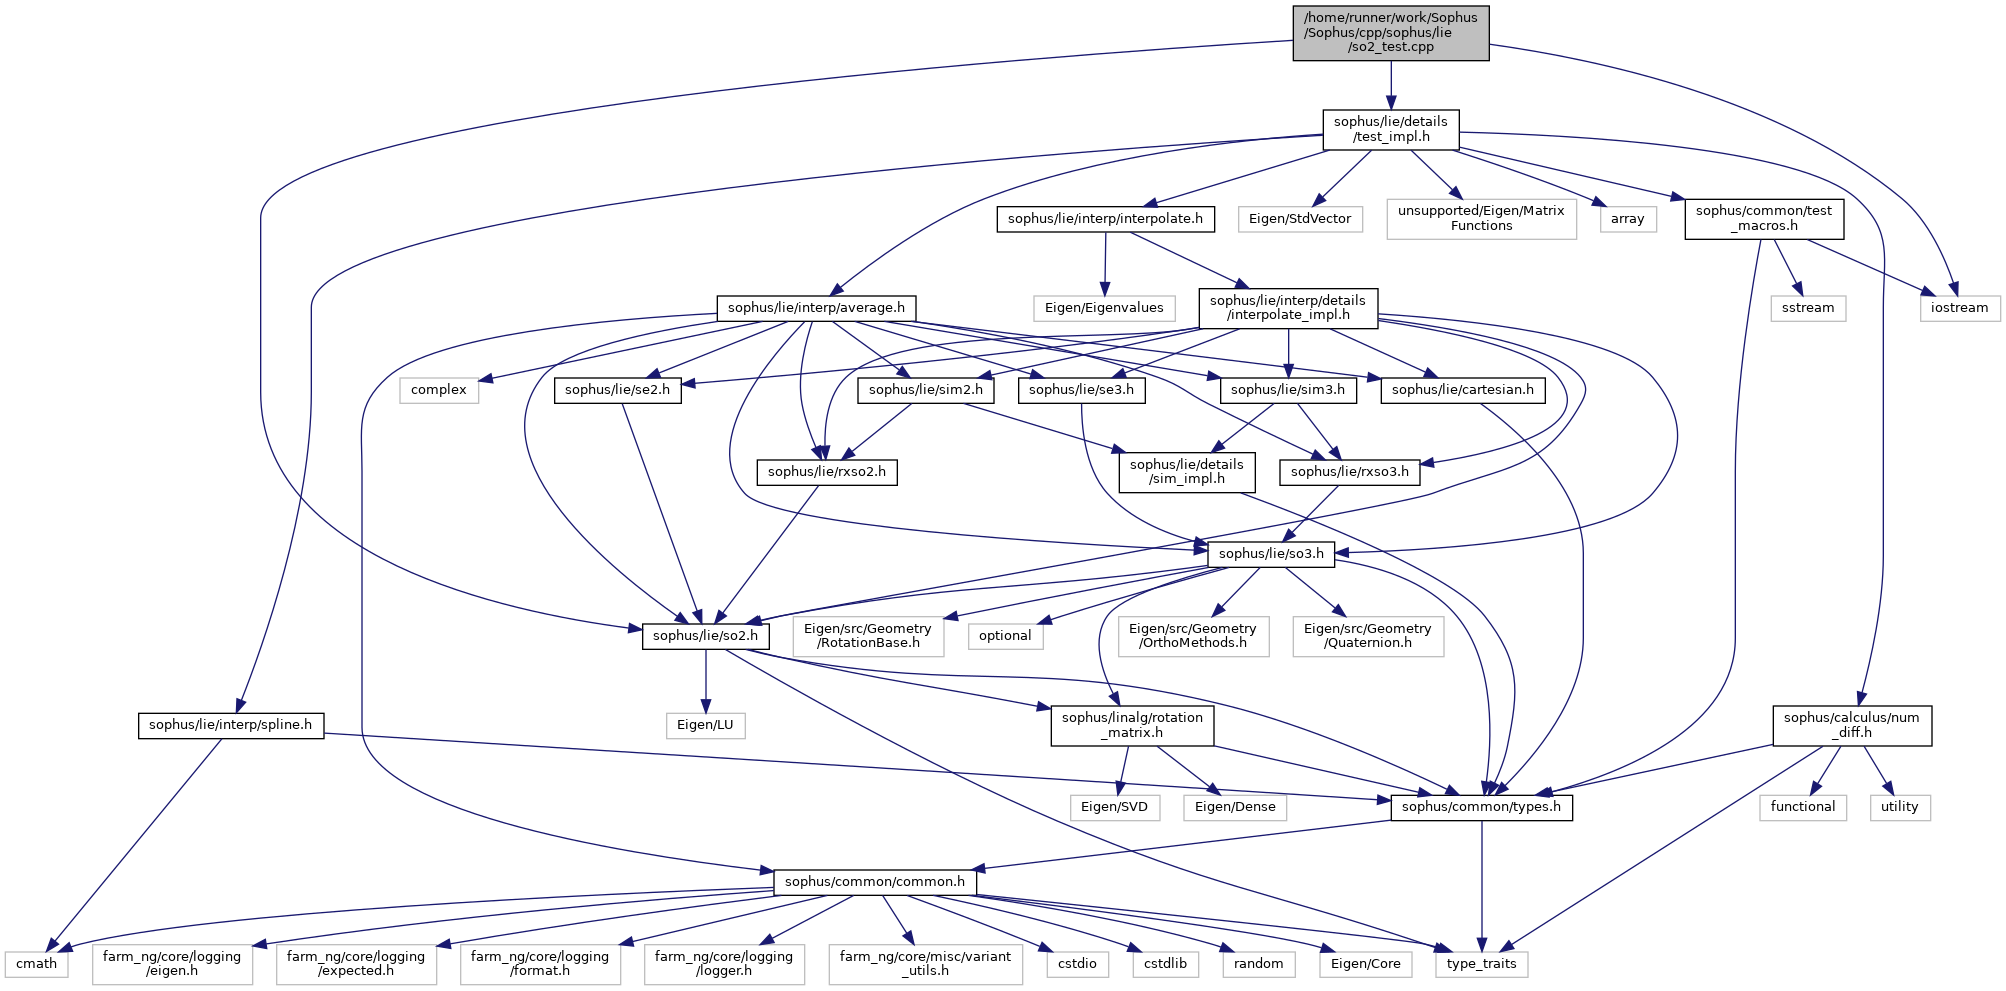 /home/runner/work/Sophus
/Sophus/cpp/sophus/lie
/so2_test.cpp
sophus/lie/details
/test_impl.h
sophus/lie/interp/interpolate.h
Eigen/StdVector
unsupported/Eigen/Matrix
Functions
array
sophus/common/test
_macros.h
sophus/lie/interp/average.h
Eigen/Eigenvalues
sophus/lie/interp/details
/interpolate_impl.h
sstream
iostream
complex
sophus/lie/se2.h
sophus/lie/sim2.h
sophus/lie/se3.h
sophus/lie/sim3.h
sophus/lie/cartesian.h
sophus/lie/rxso2.h
sophus/lie/details
/sim_impl.h
sophus/lie/rxso3.h
sophus/lie/so3.h
sophus/lie/so2.h
Eigen/src/Geometry
/RotationBase.h
optional
Eigen/src/Geometry
/OrthoMethods.h
Eigen/src/Geometry
/Quaternion.h
sophus/lie/interp/spline.h
Eigen/LU
sophus/linalg/rotation
_matrix.h
sophus/calculus/num
_diff.h
Eigen/SVD
Eigen/Dense
sophus/common/types.h
functional
utility
sophus/common/common.h
cmath
farm_ng/core/logging
/eigen.h
farm_ng/core/logging
/expected.h
farm_ng/core/logging
/format.h
farm_ng/core/logging
/logger.h
farm_ng/core/misc/variant
_utils.h
cstdio
cstdlib
random
Eigen/Core
type_traits